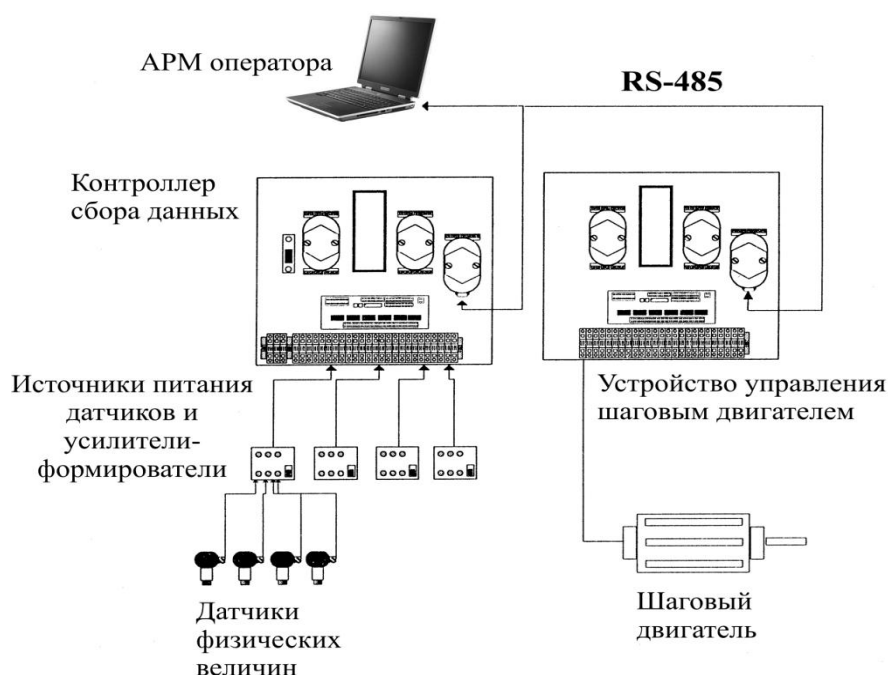 АРМ оператора
RS-485
Контроллер
сбора данных
Источники питания
датчиков и
усилители-
формирователи
Устройство управления
шаговым двигателем
Датчики
физических
величин
Шаговый
двигатель